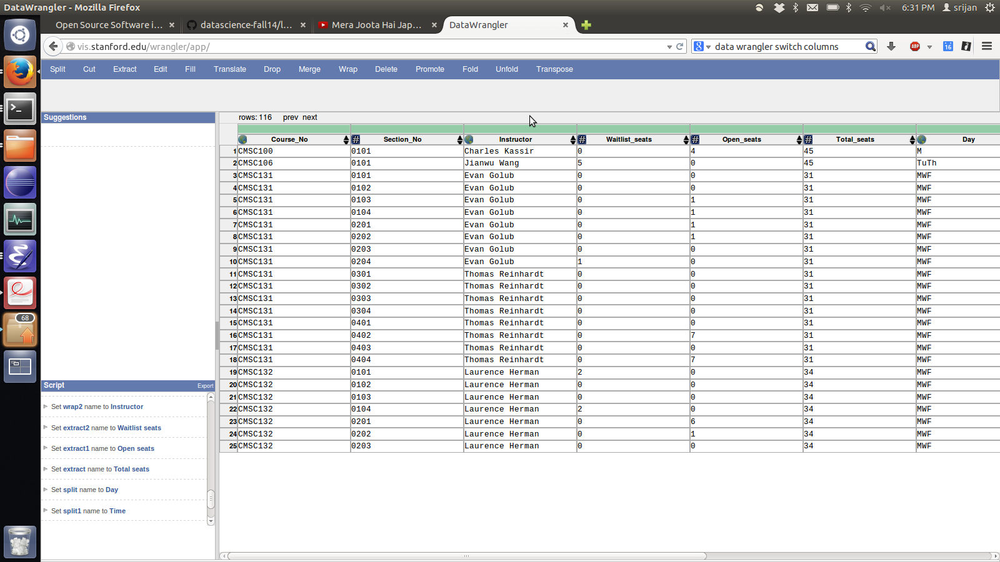 DataWrangler - Mozilla Firefox
6:31 PM srijan
Open Source Software i... datascience-fall14/l... Mera Joota Hai Jap... DataWrangler
vis.stanford.edu/wrangler/app/ data wrangler switch columns ABP 16
Split Cut Extract Edit Fill Translate Drop Merge Wrap Delete Promote Fold Unfold Transpose
Suggestions
rows: 116 prev next
Course_No # Section_No Instructor # Waitlist_seats # Open_seats # Total_seats Day
1 CMSC100 0101 Charles Kassir 0 4 45 M
2 CMSC106 0101 Jianwu Wang 5 0 45 TuTh
3 CMSC131 0101 Evan Golub 0 0 31 MWF
4 CMSC131 0102 Evan Golub 0 0 31 MWF
5 CMSC131 0103 Evan Golub 0 1 31 MWF
6 CMSC131 0104 Evan Golub 0 1 31 MWF
7 CMSC131 0201 Evan Golub 0 1 31 MWF
8 CMSC131 0202 Evan Golub 0 1 31 MWF
9 CMSC131 0203 Evan Golub 0 0 31 MWF
10 CMSC131 0204 Evan Golub 1 0 31 MWF
11 CMSC131 0301 Thomas Reinhardt 0 0 31 MWF
12 CMSC131 0302 Thomas Reinhardt 0 0 31 MWF
13 CMSC131 0303 Thomas Reinhardt 0 0 31 MWF
14 CMSC131 0304 Thomas Reinhardt 0 0 31 MWF
15 CMSC131 0401 Thomas Reinhardt 0 0 31 MWF
16 CMSC131 0402 Thomas Reinhardt 0 7 31 MWF
17 CMSC131 0403 Thomas Reinhardt 0 0 31 MWF
18 CMSC131 0404 Thomas Reinhardt 0 7 31 MWF
19 CMSC132 0101 Laurence Herman 2 0 34 MWF
20 CMSC132 0102 Laurence Herman 0 0 34 MWF
21 CMSC132 0103 Laurence Herman 0 0 34 MWF
22 CMSC132 0104 Laurence Herman 2 0 34 MWF
23 CMSC132 0201 Laurence Herman 0 6 34 MWF
24 CMSC132 0202 Laurence Herman 0 1 34 MWF
25 CMSC132 0203 Laurence Herman 0 0 34 MWF
68
Script Export
Set wrap2 name to Instructor
Set extract2 name to Waitlist seats
Set extract1 name to Open seats
Set extract name to Total seats
Set split name to Day
Set split1 name to Time